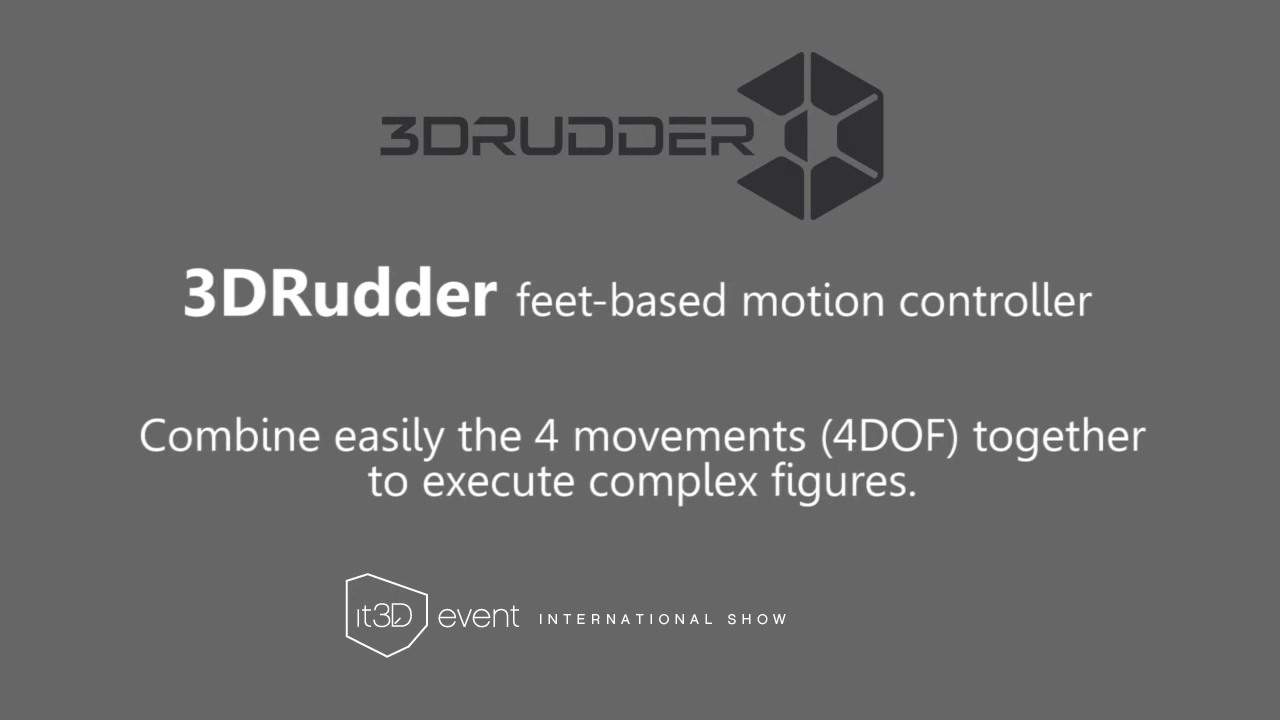 3DRUDDER
3DRudder feet-based motion controller
Combine easily the 4 movements (4DOF) together
to execute complex figures.
it3D event INTERNATIONAL SHOW